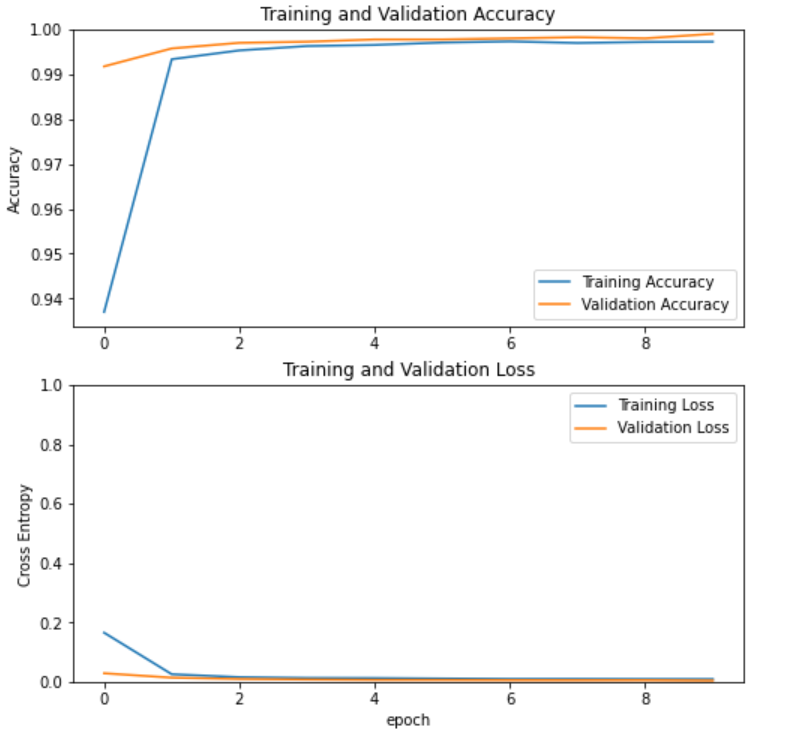 Training and Validation Accuracy
1.00
0.99
0.98
0.97
0.96
0.95
0.94
Accuracy
Training Accuracy
Validation Accuracy
0 2 4 6 8
Training and Validation Loss
1.0
0.8
0.6
0.4
0.2
0.0
Cross Entropy
Training Loss
Validation Loss
0 2 4 6 8
epoch